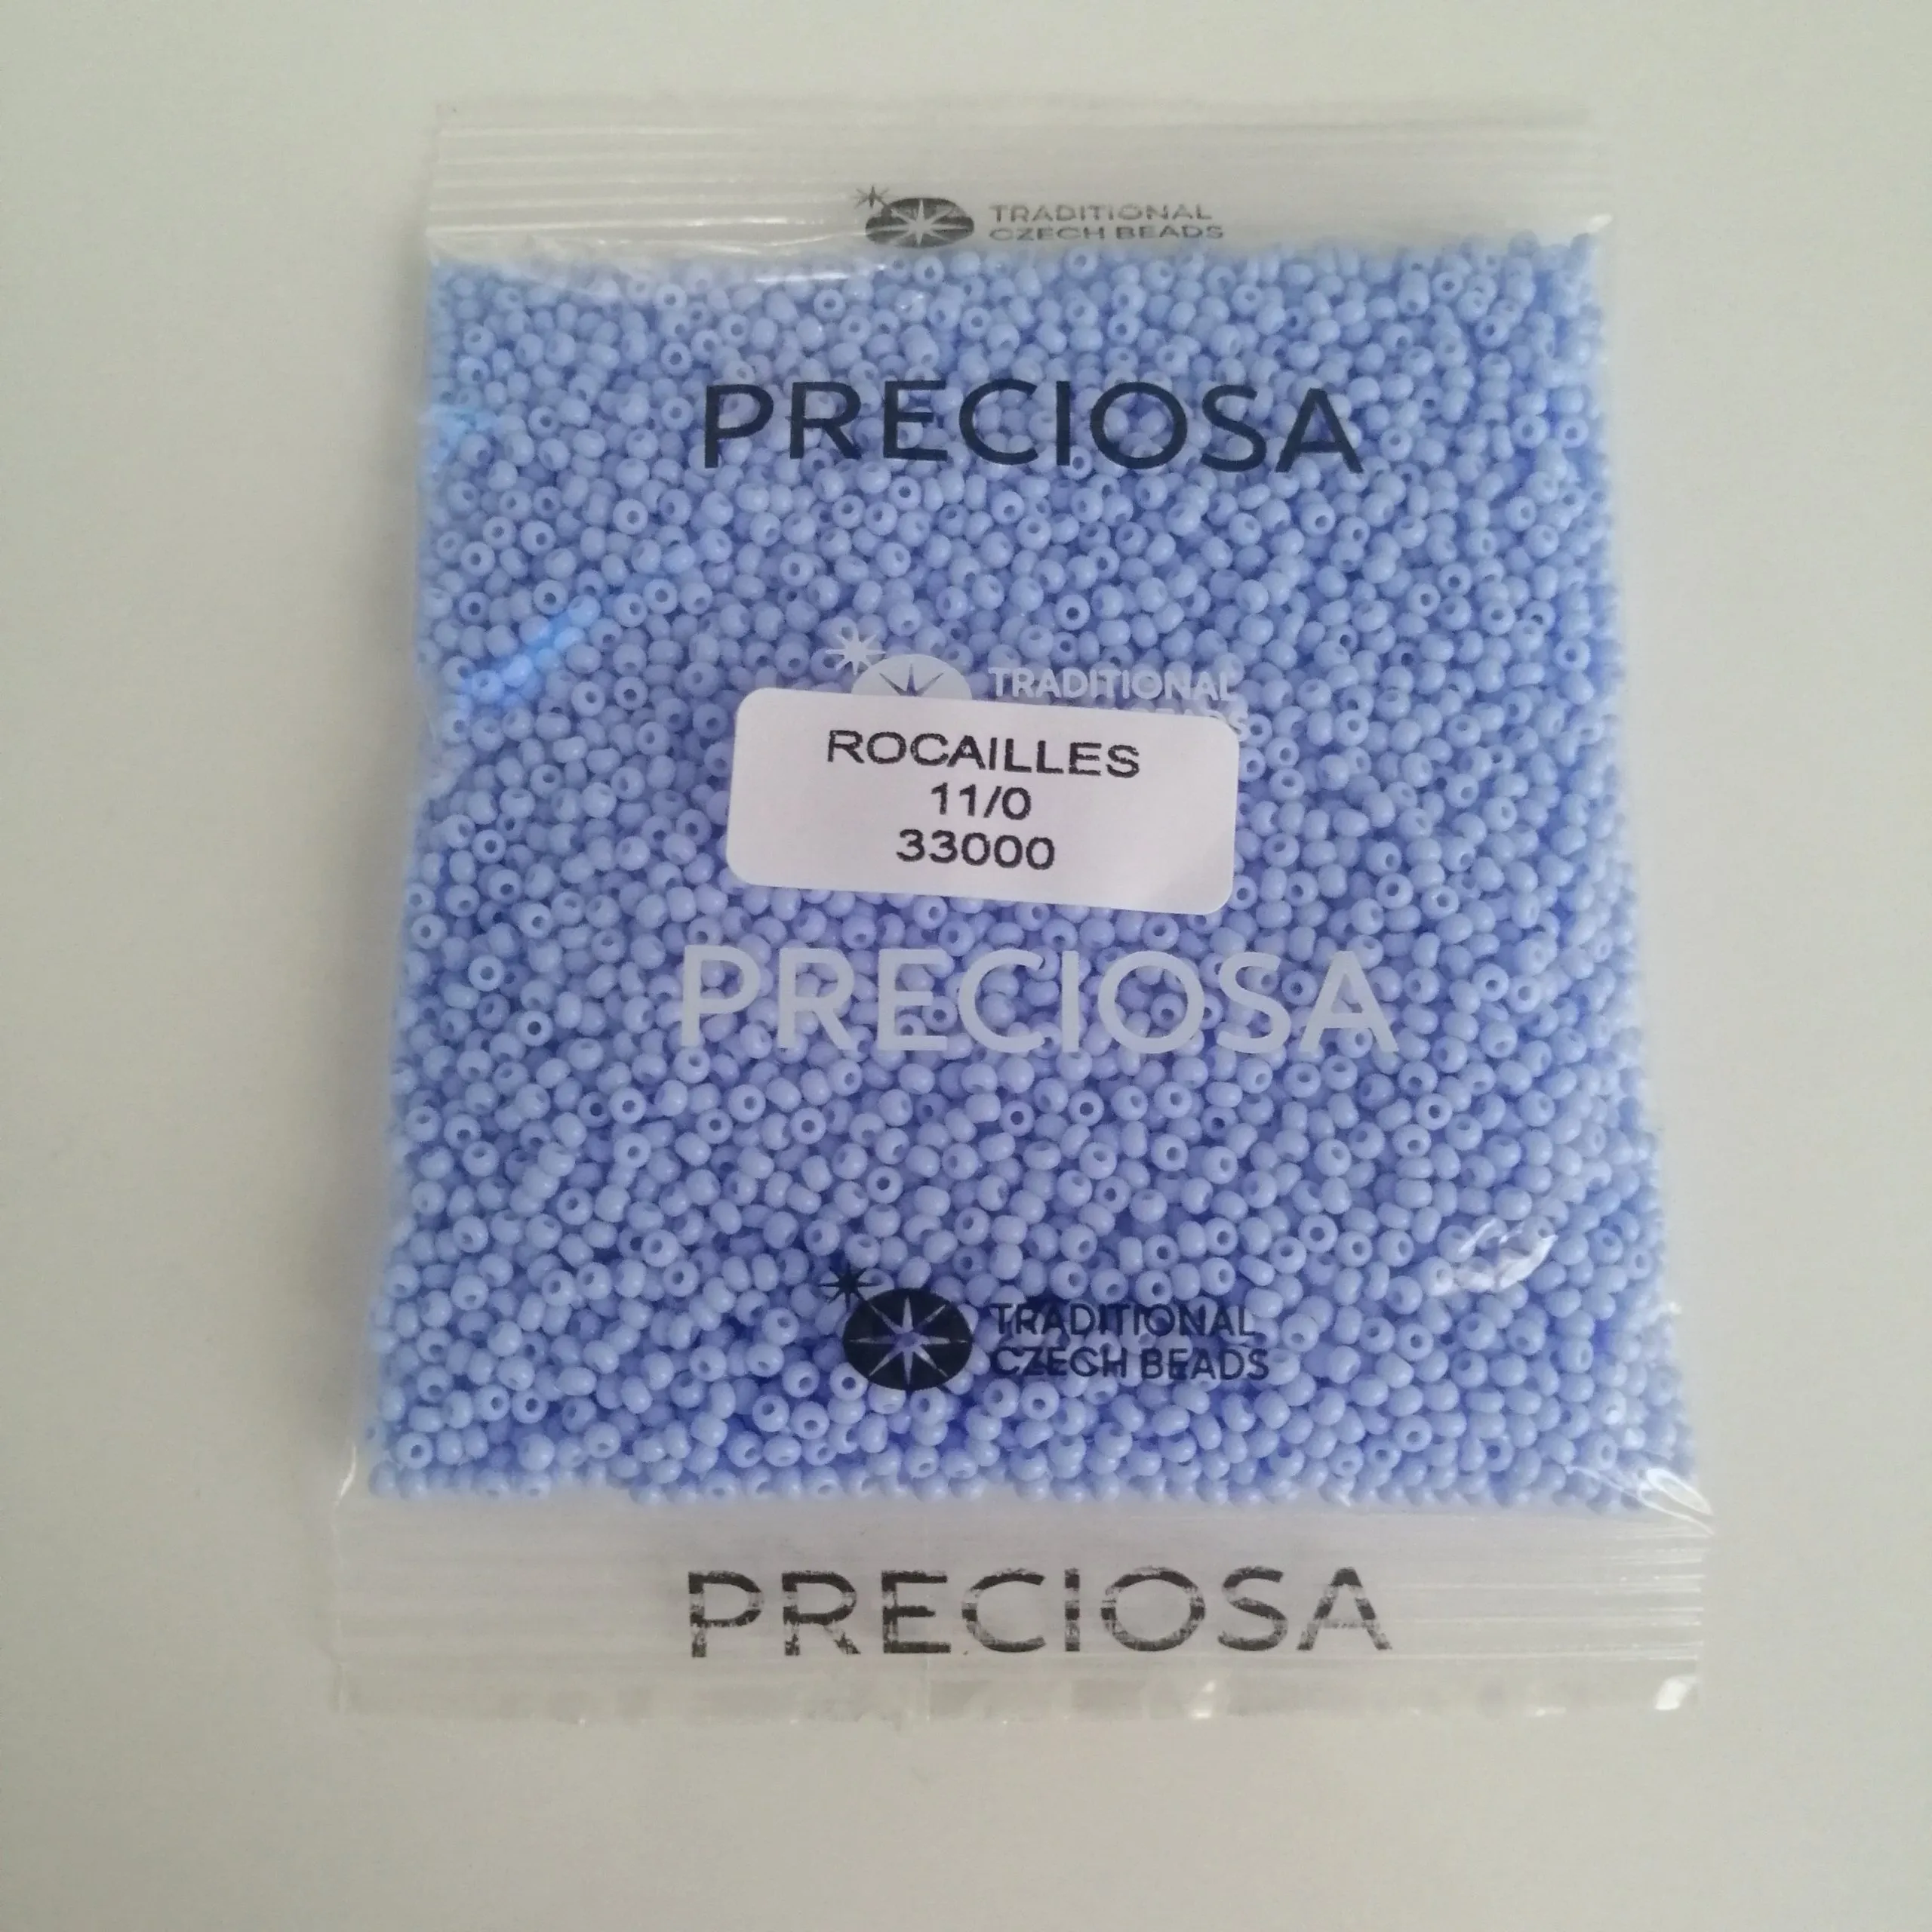 TRADITIONAL
CZECH BEADS
PRECIOSA
TRADITIONAL
ROCAILLES
11/0
33000
PRECIOSA
TRADITIONAL
CZECH BEADS
PRECIOSA